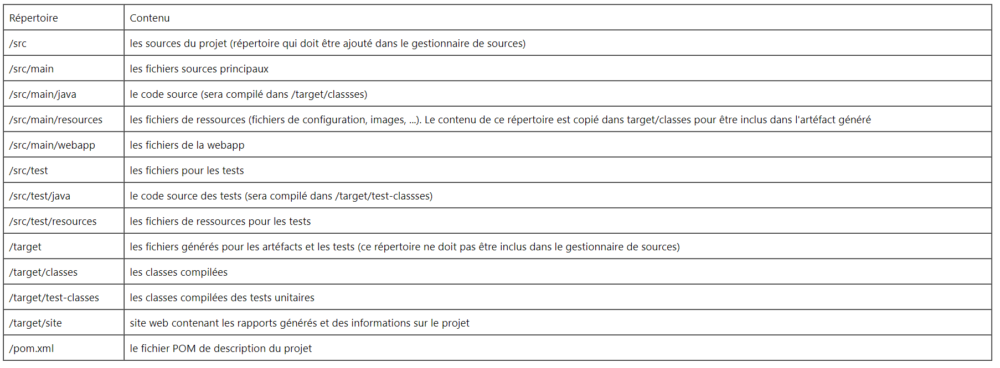 Répertoire Contenu
/src les sources du projet (répertoire qui doit être ajouté dans le gestionnaire de sources)
/src/main les fichiers sources principaux
/src/main/java le code source (sera compilé dans /target/classses)
/src/main/resources les fichiers de ressources (fichiers de configuration, images, ...). Le contenu de ce répertoire est copié dans target/classes pour être inclus dans l'artéfact généré
/src/main/webapp les fichiers de la webapp
/src/test les fichiers pour les tests
/src/test/java le code source des tests (sera compilé dans /target/test-classses)
/src/test/resources les fichiers de ressources pour les tests
/target les fichiers générés pour les artéfacts et les tests (ce répertoire ne doit pas être inclus dans le gestionnaire de sources)
/target/classes les classes compilées
/target/test-classes les classes compilées des tests unitaires
/target/site site web contenant les rapports générés et des informations sur le projet
/pom.xml le fichier POM de description du projet